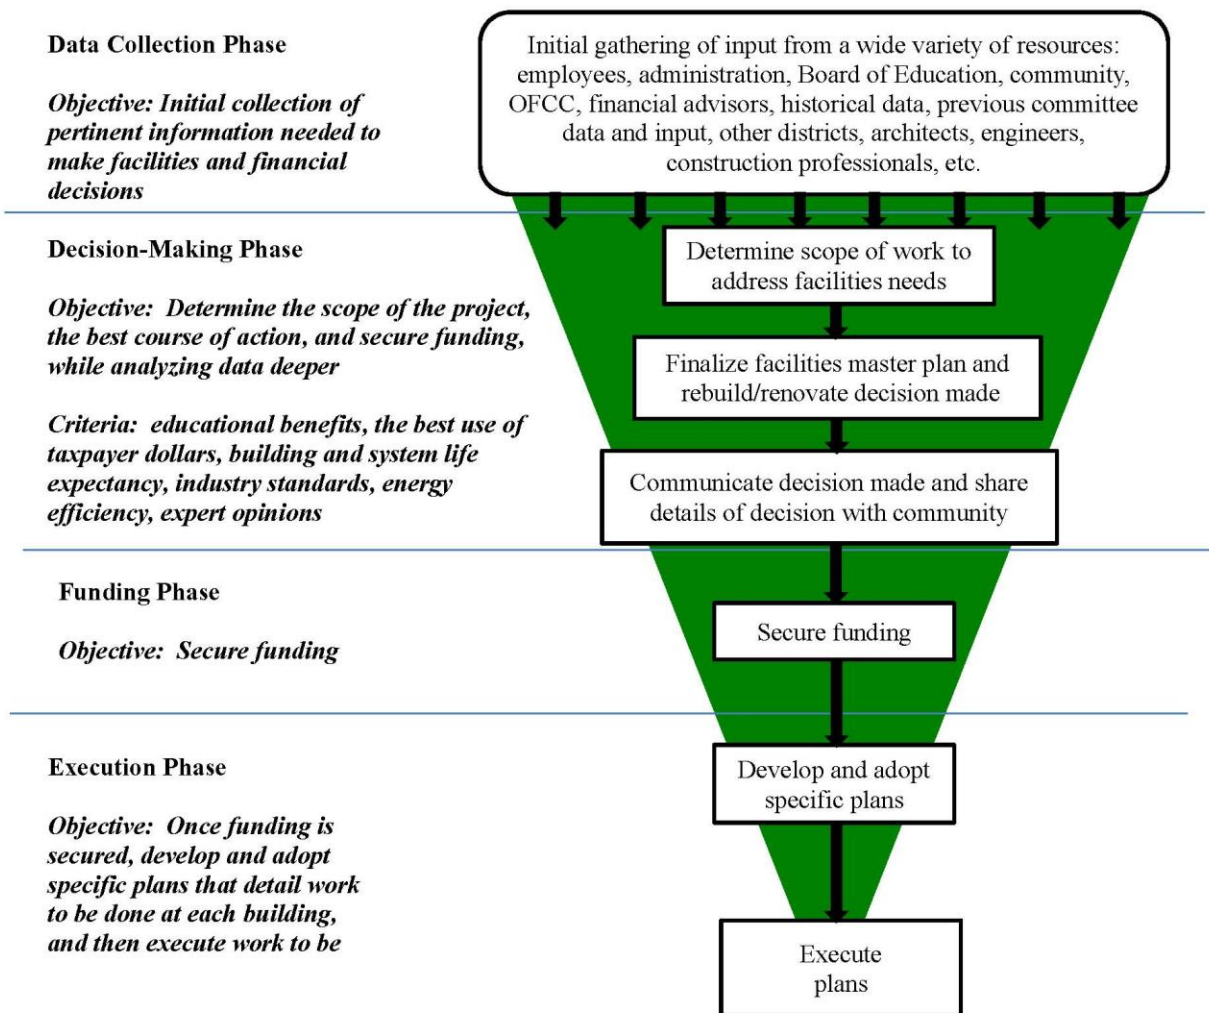 Data Collection Phase
Objective: Initial collection of
pertinent information needed to
make facilities and financial
decisions
Initial gathering of input from a wide variety of resources:
employees, administration, Board of Education, community,
OFCC, financial advisors, historical data, previous committee
data and input, other districts, architects, engineers,
construction professionals, etc.
Decision-Making Phase
Objective:  Determine the scope of the project,
the best course of action, and secure funding,
while analyzing data deeper
Criteria:  educational benefits, the best use of
taxpayer dollars, building and system life
expectancy, industry standards, energy
efficiency, expert opinions
Determine scope of work to
address facilities needs
Finalize facilities master plan and
rebuild/renovate decision made
Communicate decision made and share
details of decision with community
Funding Phase
Objective:  Secure funding
Secure funding
Execution Phase
Objective:  Once funding is
secured, develop and adopt
specific plans that detail work
to be done at each building,
and then execute work to be
Develop and adopt
specific plans
Execute
plans